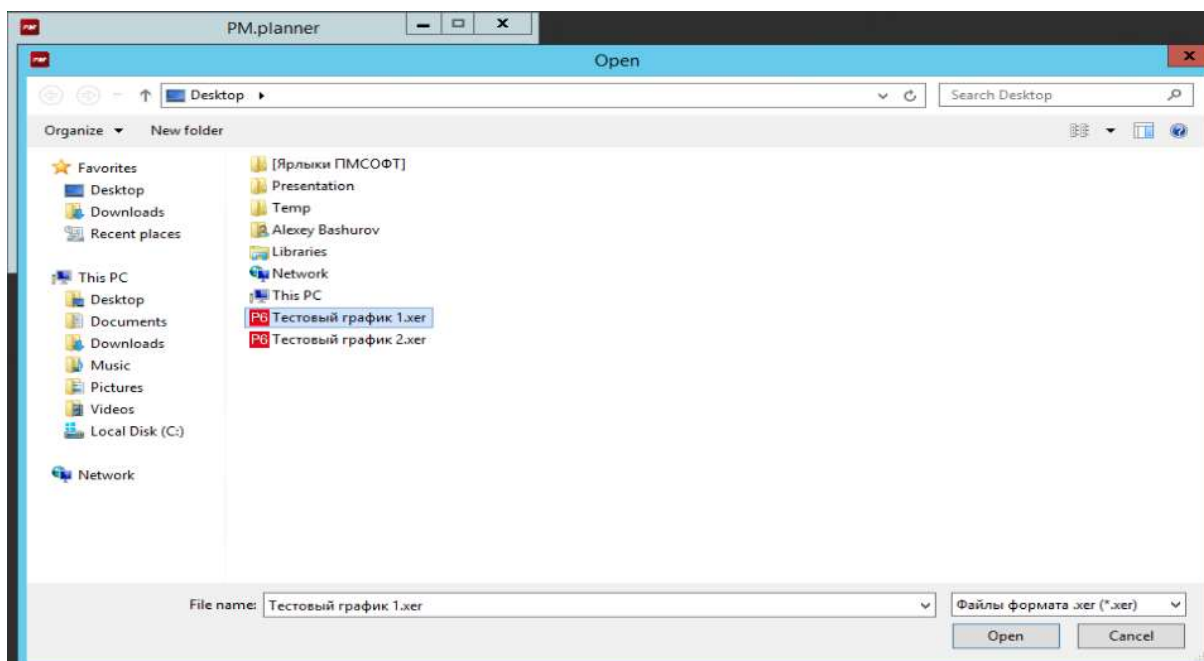 PM.planner
Open
Desktop
Search Desktop
Organize
New folder
Favorites
Desktop
Downloads
Recent places
This PC
Desktop
Documents
Downloads
Music
Pictures
Videos
Local Disk (C:)
Network
[Ярлыки ПМСОФТ]
Presentation
Temp
Alexey Bashurov
Libraries
Network
This PC
P6 Тестовый график 1.xer
P6 Тестовый график 2.xer
File name: Тестовый график 1.xer
Файлы формата .xer (*.xer)
Open
Cancel